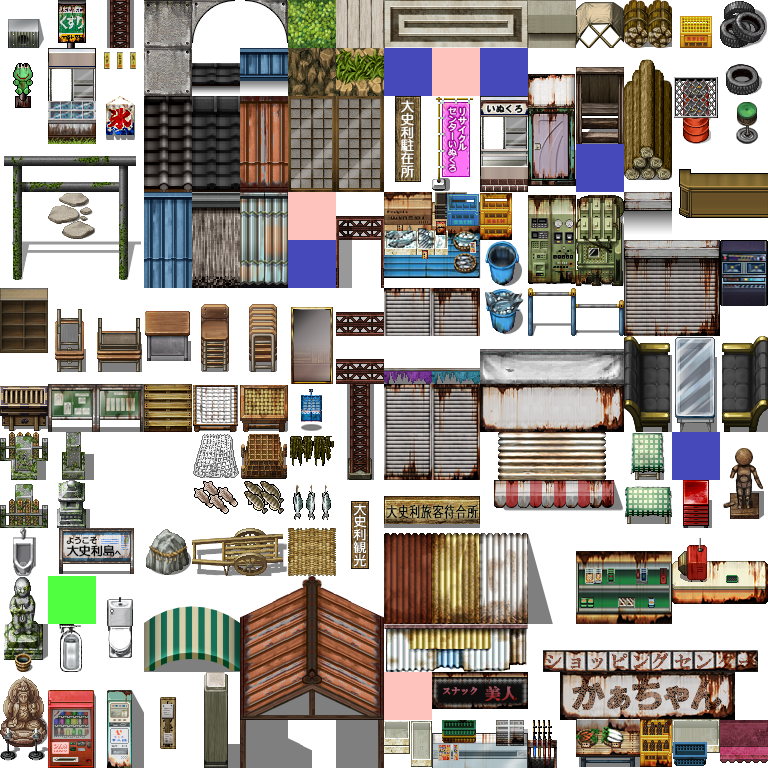 くすり
氷
大史利駐在所
リサイクル
センターいぬくろ
いぬくろ
大史利旅客待合所
大史利観光
ようこそ
大史利島へ
ショッピングセンター
かあちゃん
スナック 美人